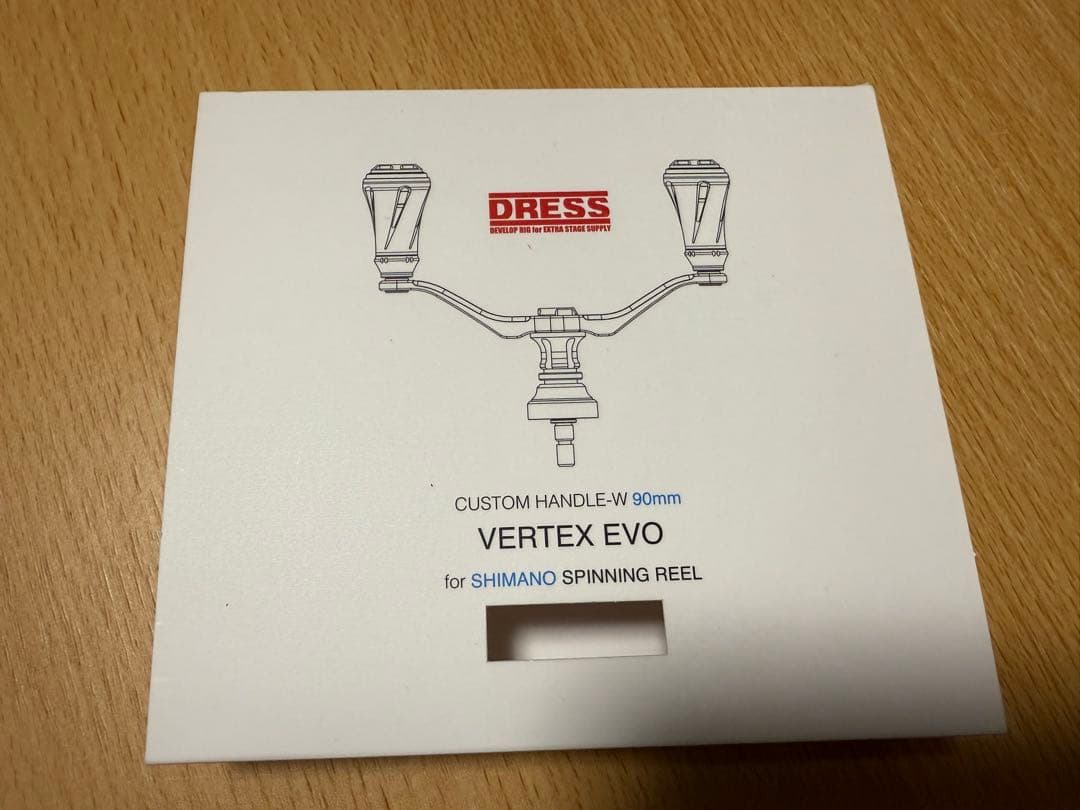 DRESS
DEVELOP RIG for EXTRA STAGE SUPPLY
CUSTOM HANDLE-W 90mm
VERTEX EVO
for SHIMANO SPINNING REEL